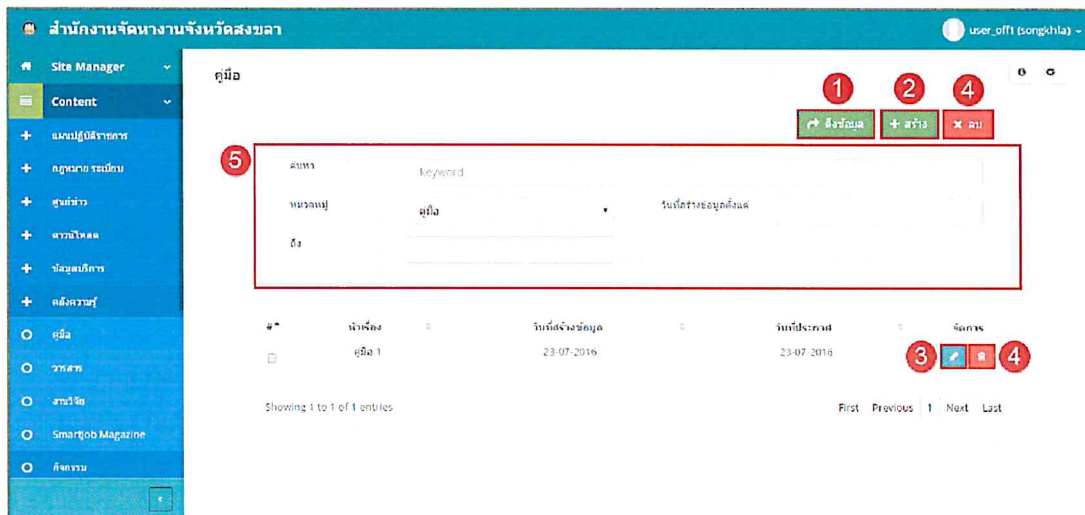 สำนักงานจัดหางานจังหวัดสงขลา
user_off1 (songkhla)
Site Manager
Content
แผนปฏิบัติราชการ
กฎหมาย ระเบียบ
ศูนย์ข่าว
ดาวน์โหลด
ข้อมูลบริการ
คลังความรู้
คู่มือ
วารสาร
งานวิจัย
SmartJob Magazine
กิจกรรม
คู่มือ
1 2 4
ดึงข้อมูล + สร้าง × ลบ
5
ค้นหา keyword
หมวดหมู่ คู่มือ วันที่สร้างข้อมูลตั้งแต่
ถึง
# หัวเรื่อง วันที่สร้างข้อมูล วันที่ประกาศ จัดการ
คู่มือ 1 23-07-2016 23-07-2016 3 4
Showing 1 to 1 of 1 entries First Previous 1 Next Last